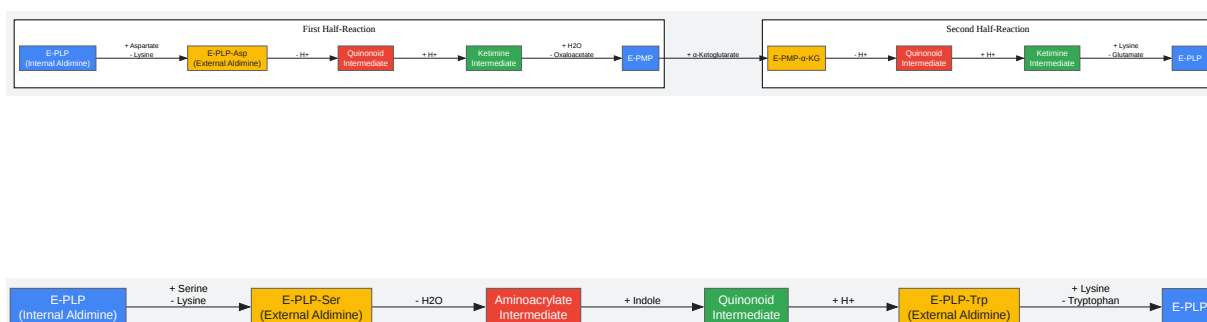 First Half-Reaction
E-PLP
(Internal Aldimine)
+ Aspartate
- Lysine
E-PLP-Asp
(External Aldimine)
- H+
Quinonoid
Intermediate
+ H+
Ketimine
Intermediate
+ H2O
- Oxaloacetate
E-PMP
+ α-Ketoglutarate
Second Half-Reaction
E-PMP-α-KG
- H+
Quinonoid
Intermediate
+ H+
Ketimine
Intermediate
+ Lysine
- Glutamate
E-PLP
E-PLP
(Internal Aldimine)
+ Serine
- Lysine
E-PLP-Ser
(External Aldimine)
- H2O
Aminoacrylate
Intermediate
+ Indole
Quinonoid
Intermediate
+ H+
E-PLP-Trp
(External Aldimine)
+ Lysine
- Tryptophan
E-PLP